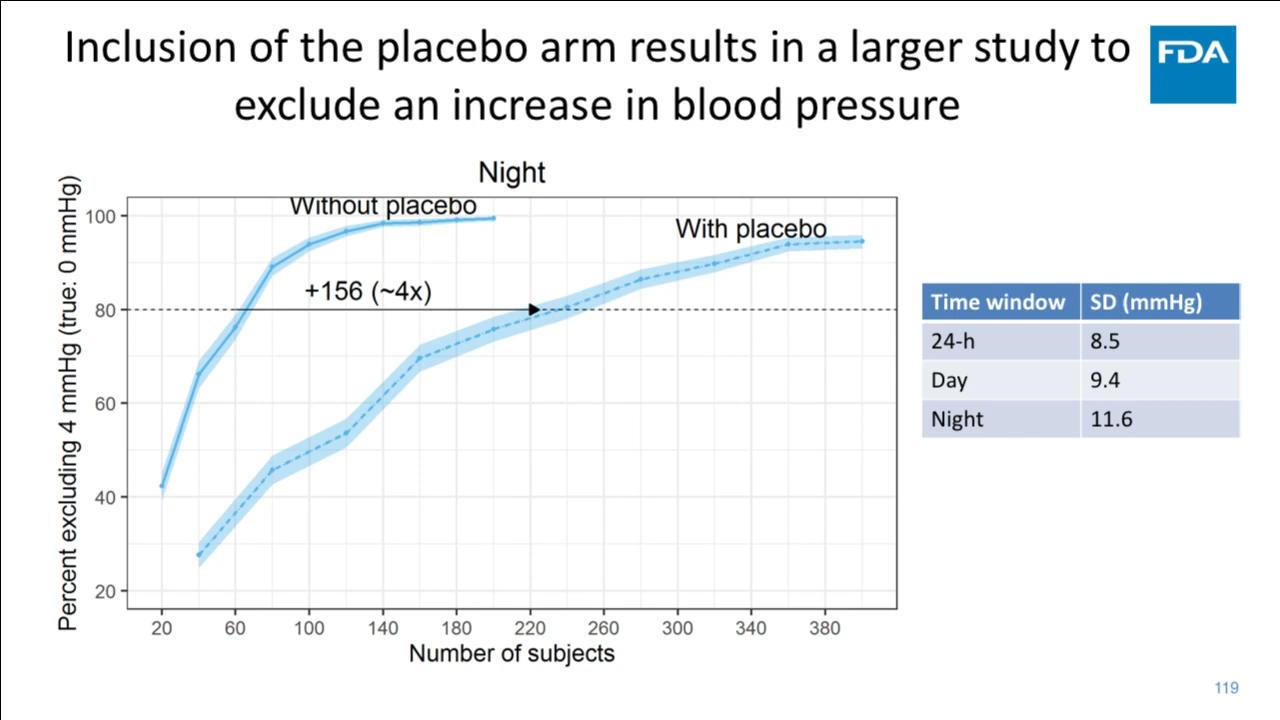 Inclusion of the placebo arm results in a larger study to
exclude an increase in blood pressure
FDA
Night
Percent excluding 4 mmHg (true: 0 mmHg)
100
80
60
40
20
Without placebo
With placebo
+156 (~4x)
20 60 100 140 180 220 260 300 340 380
Number of subjects
Time window SD (mmHg)
24-h 8.5
Day 9.4
Night 11.6
119